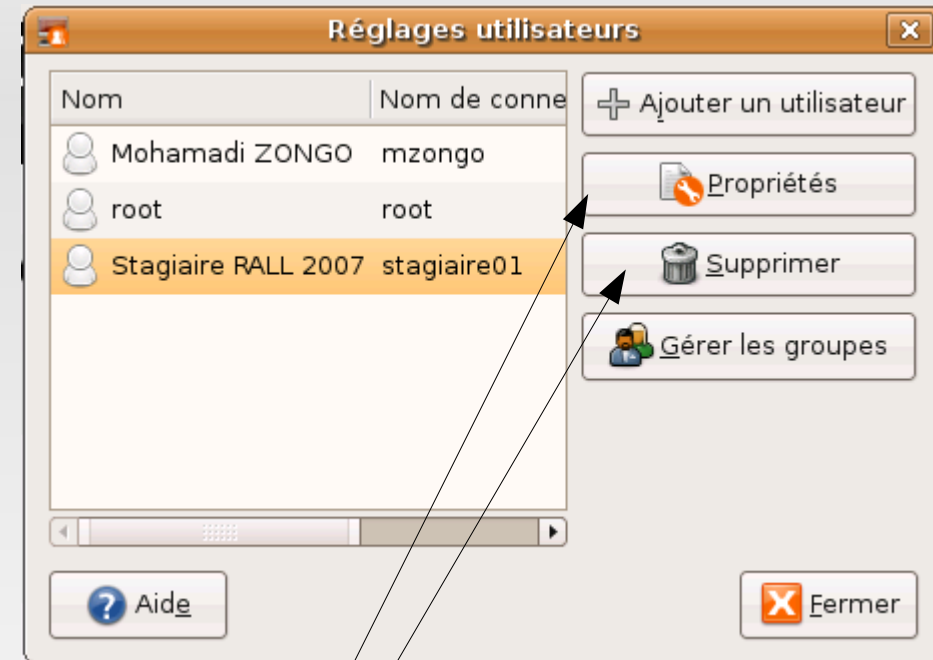 Réglages utilisateurs
Nom Nom de conne
Mohamadi ZONGO mzongo
root root
Stagiaire RALL 2007 stagiaire01
Ajouter un utilisateur
Propriétés
Supprimer
Gérer les groupes
Aide
Fermer